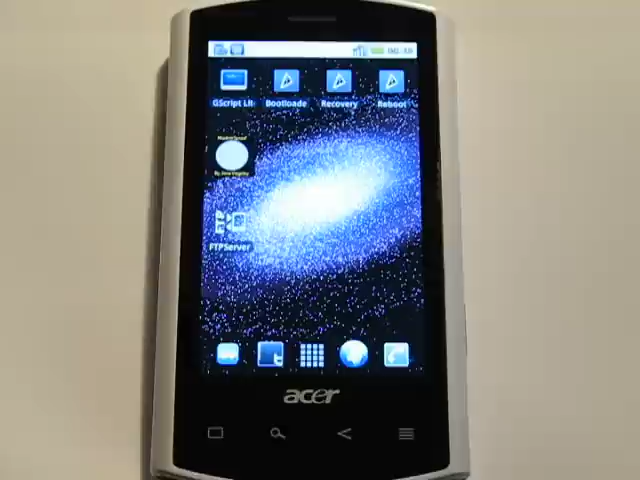 GScript Lit
Bootloade
Recovery
Reboot
FTPServer
acer